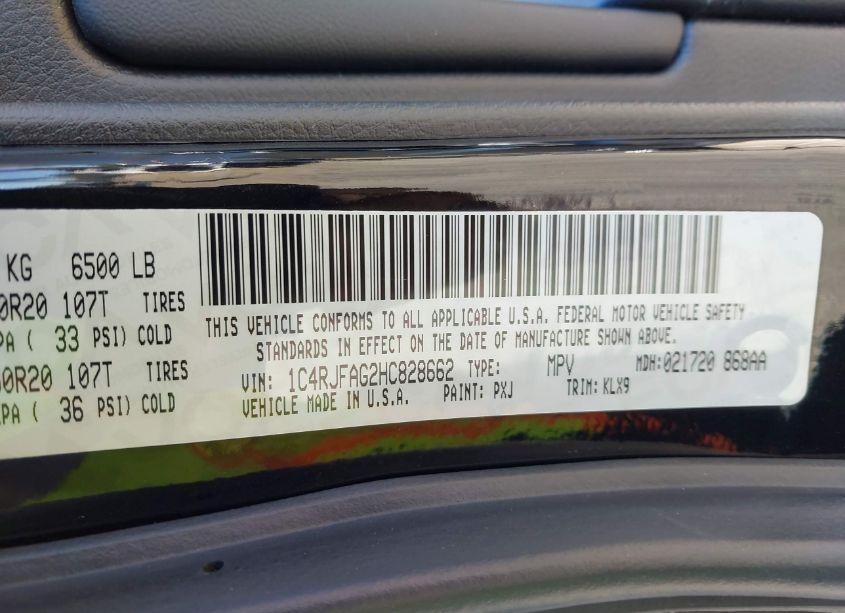 KG 6500 LB
0R20 107T TIRES
PA ( 33 PSI) COLD
0R20 107T TIRES
PA ( 36 PSI) COLD
THIS VEHICLE CONFORMS TO ALL APPLICABLE U.S.A. FEDERAL MOTOR VEHICLE SAFETY
STANDARDS IN EFFECT ON THE DATE OF MANUFACTURE SHOWN ABOVE.
VIN: 1C4RJFAG2HC828662 TYPE: MPV MDH:021720 868AA
VEHICLE MADE IN U.S.A. PAINT: PXJ TRIM: KLX9